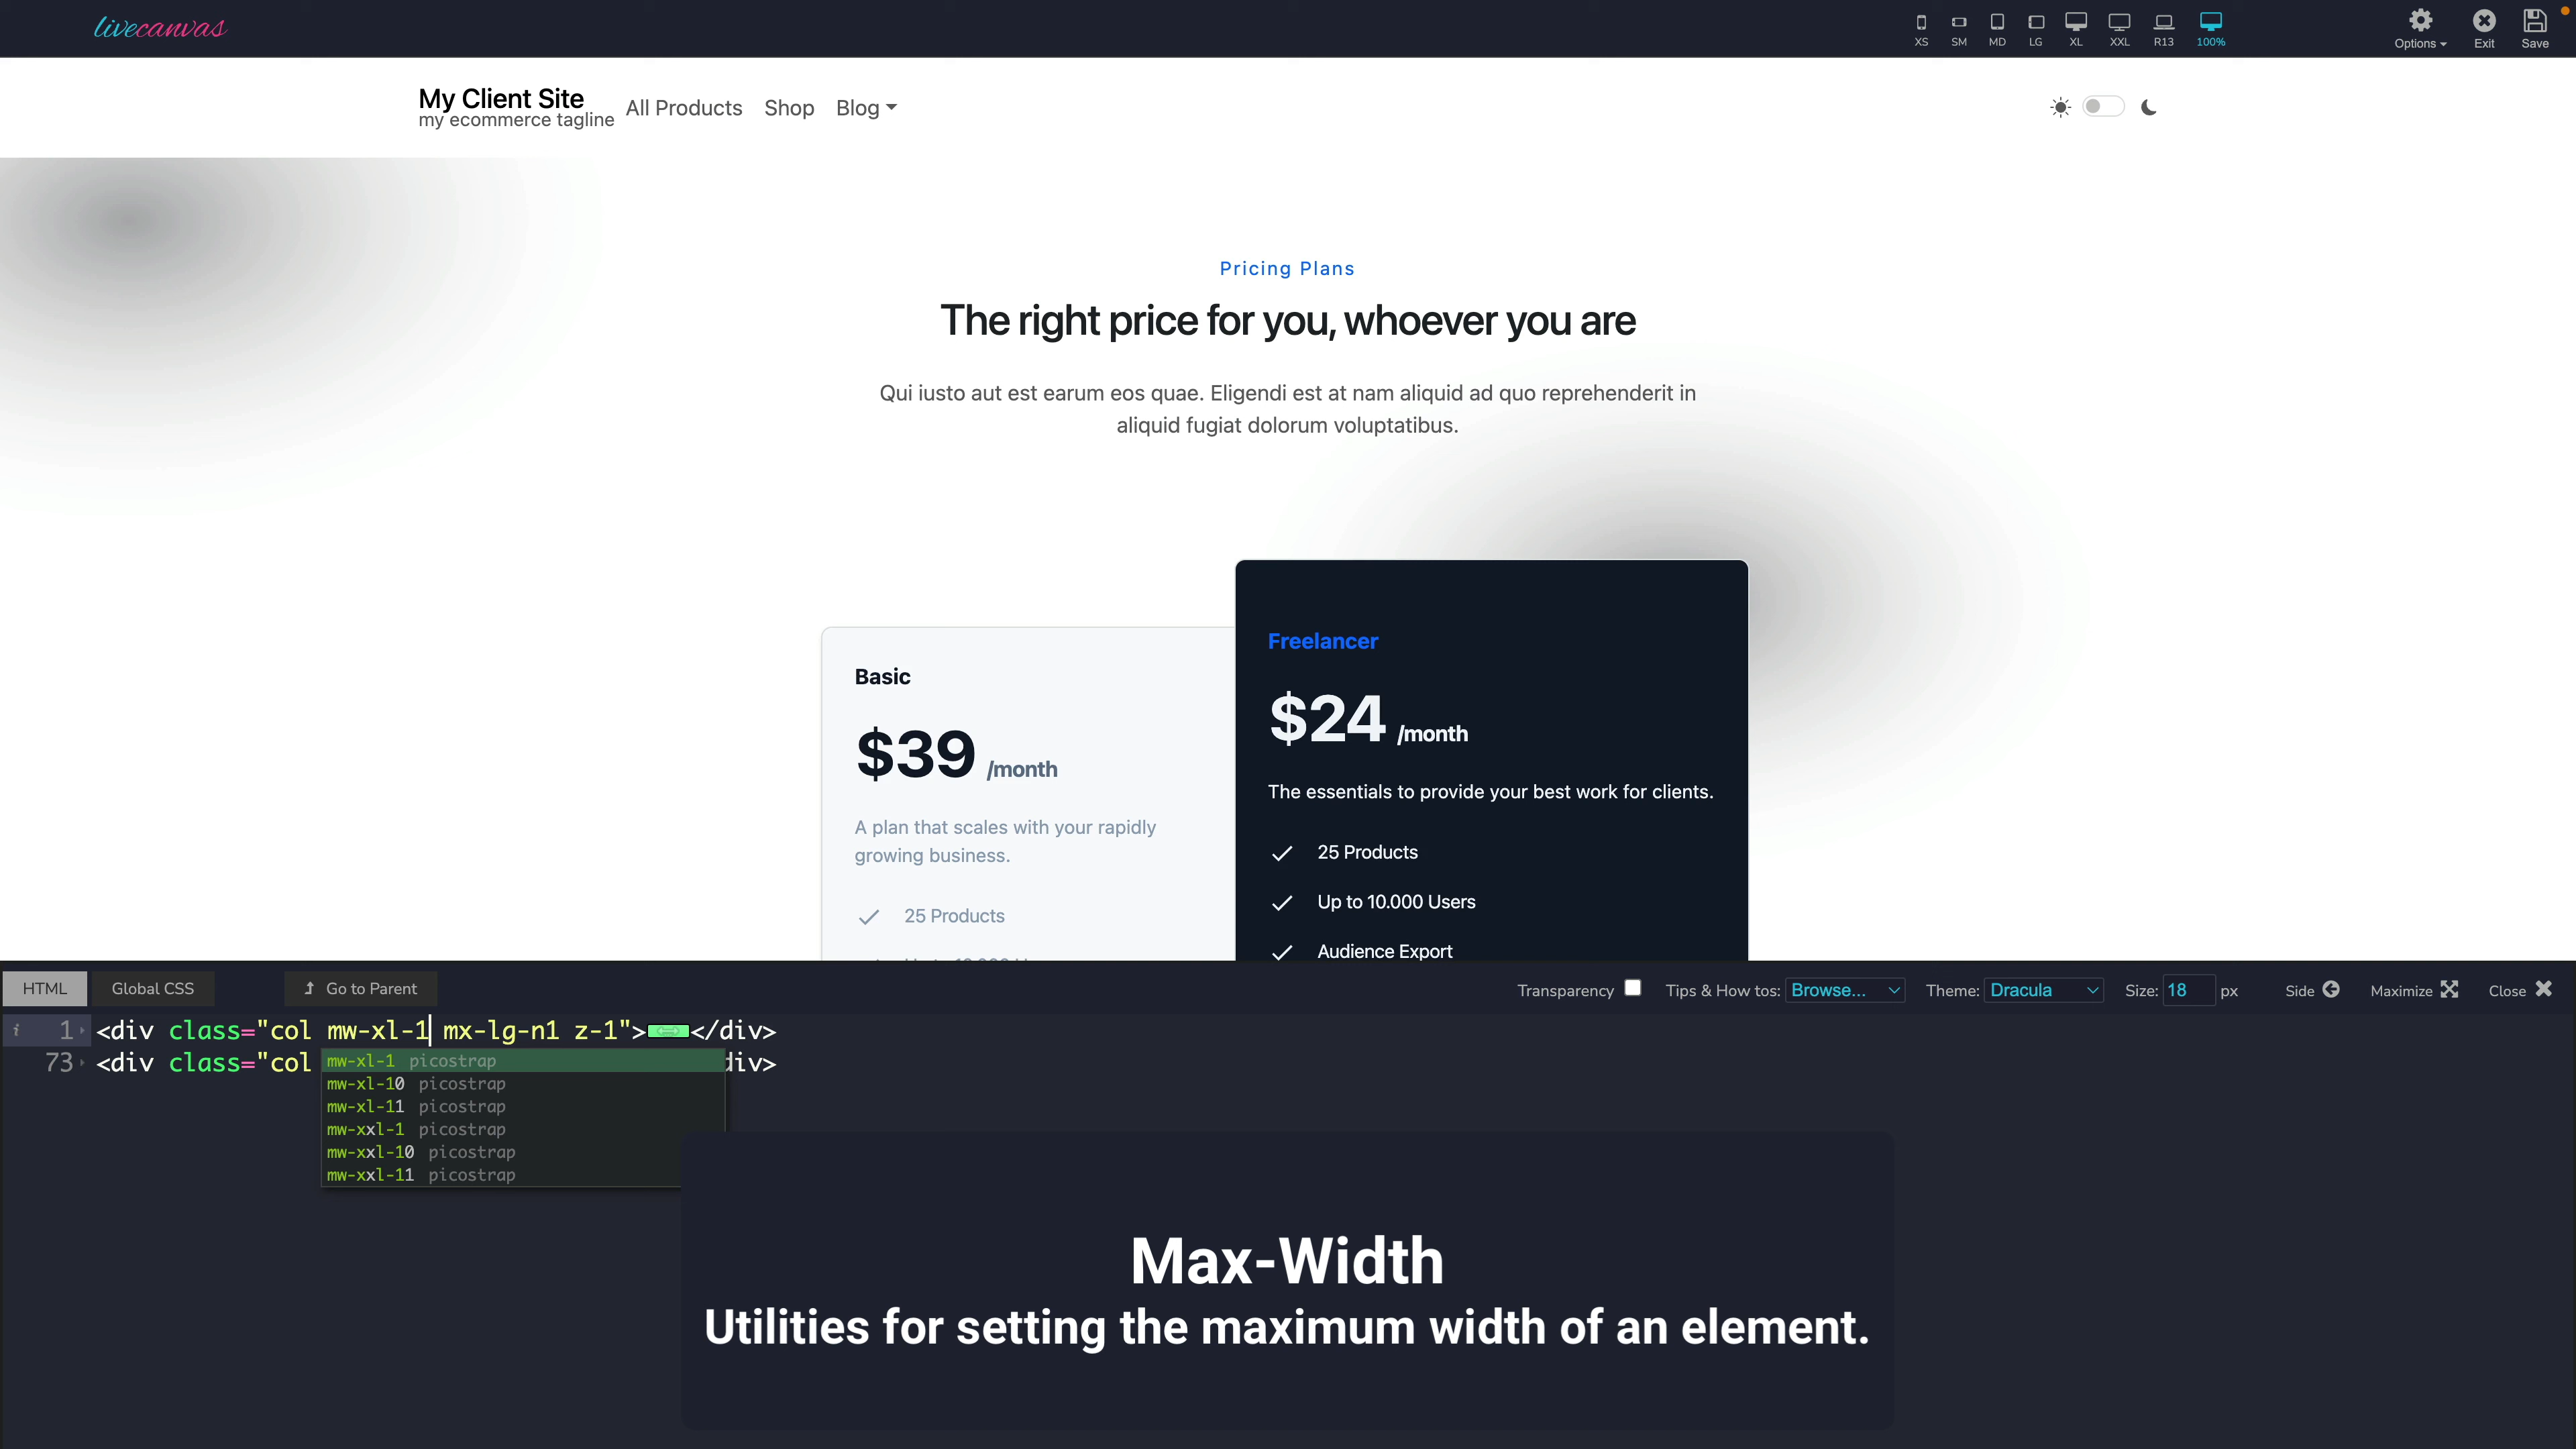 livecanvas
XS SM MD LG XL XXL R13 100% Options Exit Save
My Client Site
my ecommerce tagline
All Products Shop Blog
Pricing Plans
The right price for you, whoever you are
Qui iusto aut est earum eos quae. Eligendi est at nam aliquid ad quo reprehenderit in
aliquid fugiat dolorum voluptatibus.
Basic
$39 /month
A plan that scales with your rapidly
growing business.
25 Products
Freelancer
$24 /month
The essentials to provide your best work for clients.
25 Products
Up to 10.000 Users
Audience Export
HTML Global CSS Go to Parent Transparency Tips & How tos: Browse... Theme: Dracula Size: 18 px Side Maximize Close
i 1 <div class="col mw-xl-1 mx-lg-n1 z-1"></div>
73 <div class="col div>
mw-xl-1 picostrap
mw-xl-10 picostrap
mw-xl-11 picostrap
mw-xxl-1 picostrap
mw-xxl-10 picostrap
mw-xxl-11 picostrap
Max-Width
Utilities for setting the maximum width of an element.